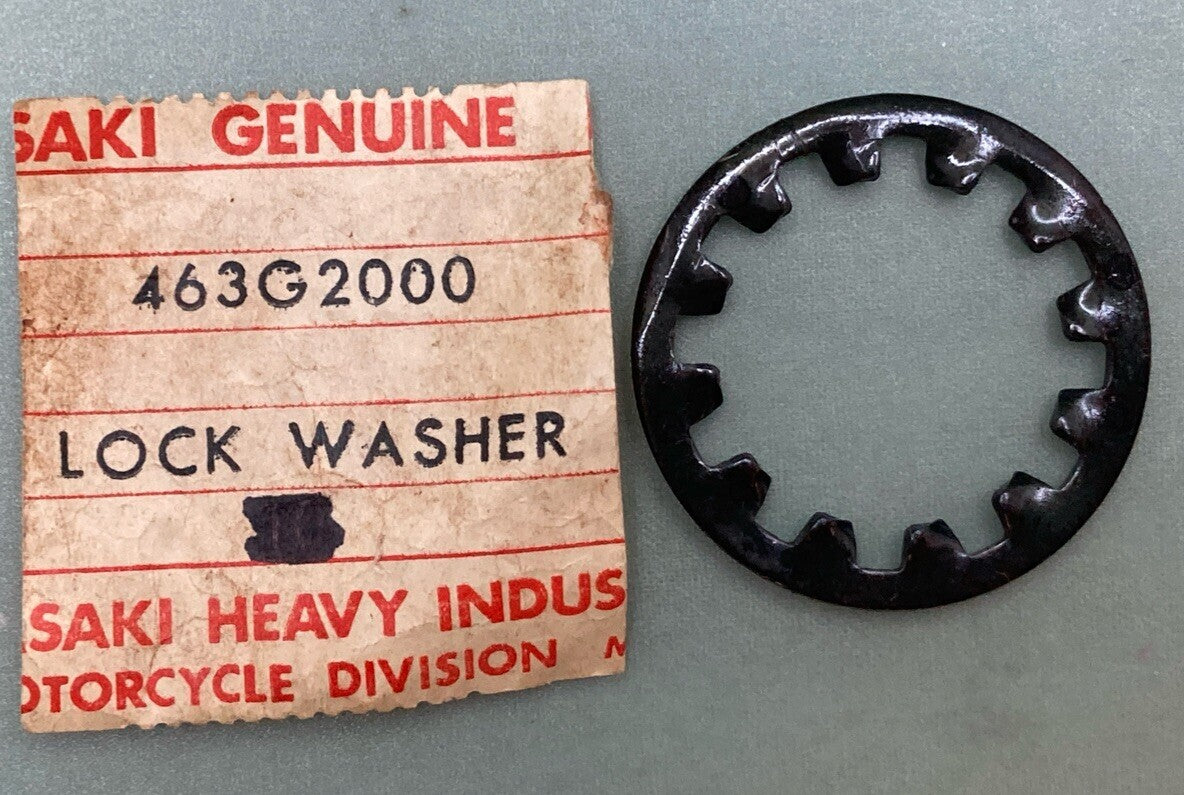 SAKI GENUINE
463G2000
LOCK WASHER
SAKI HEAVY INDUS
OTORCYCLE DIVISION